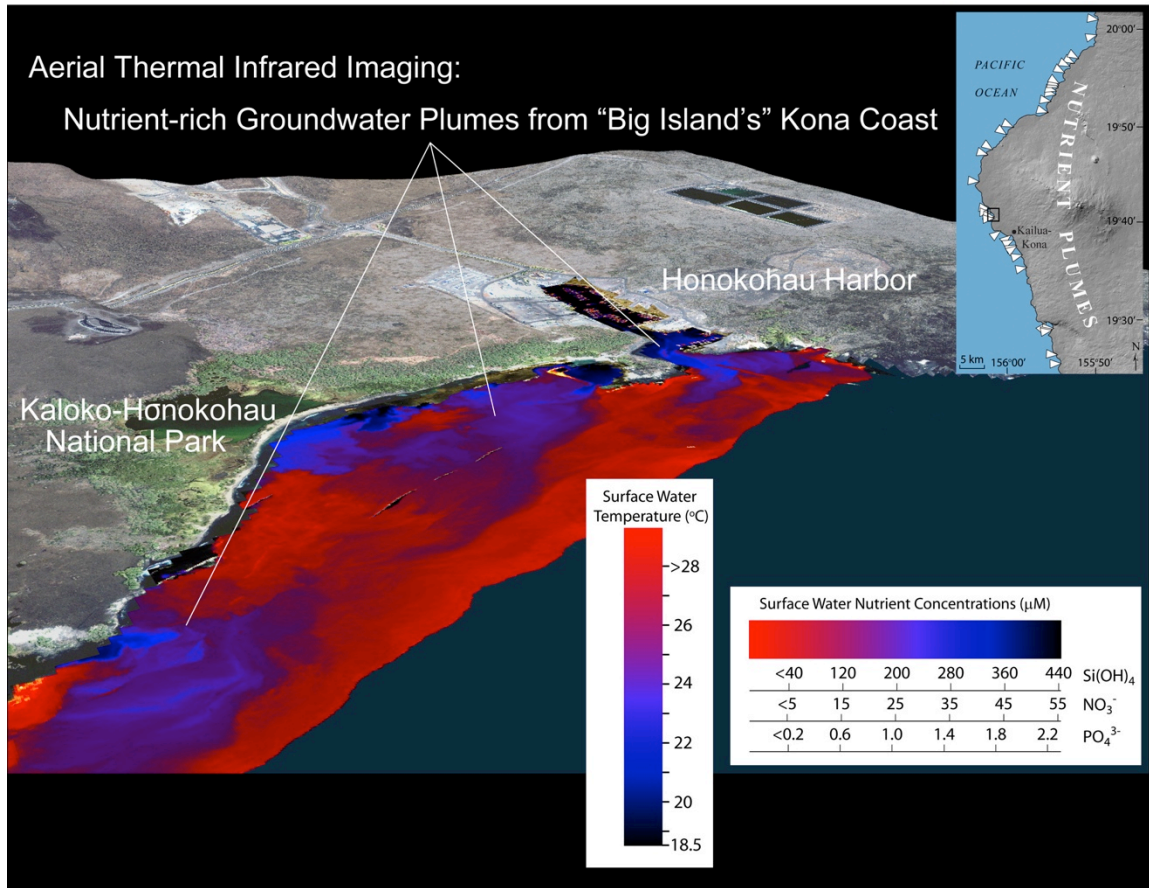 Aerial Thermal Infrared Imaging:
Nutrient-rich Groundwater Plumes from “Big Island’s” Kona Coast
Honokohau Harbor
Kaloko-Honokohau
National Park
PACIFIC
OCEAN
NUTRIENT PLUMES
Kailua-
Kona
20°00'
19°50'
19°40'
19°30'
N
5 km
156°00'
155°50'
Surface Water
Temperature (°C)
>28
26
24
22
20
18.5
Surface Water Nutrient Concentrations (µM)
<40 120 200 280 360 440 Si(OH)₄
<5 15 25 35 45 55 NO₃⁻
<0.2 0.6 1.0 1.4 1.8 2.2 PO₄³⁻